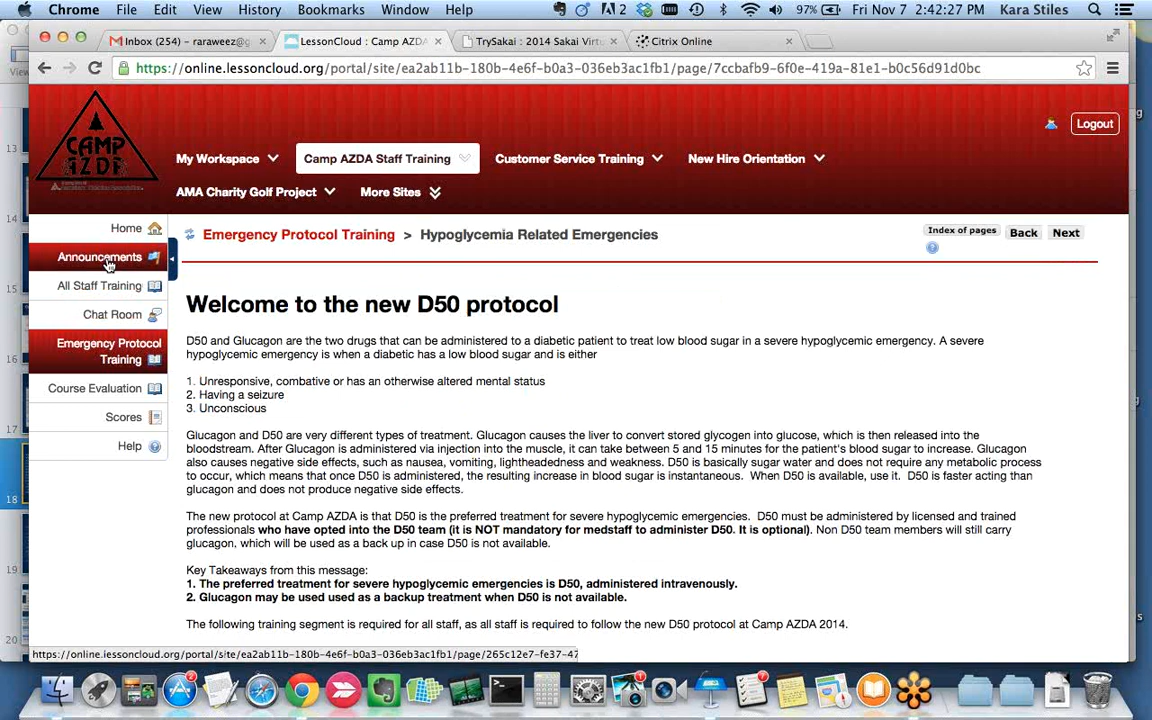 Chrome File Edit View History Bookmarks Window Help 2 97% Fri Nov 7 2:42:27 PM Kara Stiles
Inbox (254) – raraweez@g × LessonCloud : Camp AZDA × TrySakai : 2014 Sakai Virtu × Citrix Online ×
https://online.lessoncloud.org/portal/site/ea2ab11b-180b-4e6f-b0a3-036eb3ac1fb1/page/7ccbafb9-6f0e-419a-81e1-b0c56d91d0bc
View
CAMP
AZDA
Logout
My Workspace Camp AZDA Staff Training Customer Service Training New Hire Orientation
AMA Charity Golf Project More Sites
Home
Announcements
All Staff Training
Chat Room
Emergency Protocol
Training
Course Evaluation
Scores
Help
Emergency Protocol Training > Hypoglycemia Related Emergencies
Index of pages Back Next
Welcome to the new D50 protocol
D50 and Glucagon are the two drugs that can be administered to a diabetic patient to treat low blood sugar in a severe hypoglycemic emergency. A severe
hypoglycemic emergency is when a diabetic has a low blood sugar and is either
1. Unresponsive, combative or has an otherwise altered mental status
2. Having a seizure
3. Unconscious
Glucagon and D50 are very different types of treatment. Glucagon causes the liver to convert stored glycogen into glucose, which is then released into the
bloodstream. After Glucagon is administered via injection into the muscle, it can take between 5 and 15 minutes for the patient's blood sugar to increase. Glucagon
also causes negative side effects, such as nausea, vomiting, lightheadedness and weakness. D50 is basically sugar water and does not require any metabolic process
to occur, which means that once D50 is administered, the resulting increase in blood sugar is instantaneous. When D50 is available, use it. D50 is faster acting than
glucagon and does not produce negative side effects.
The new protocol at Camp AZDA is that D50 is the preferred treatment for severe hypoglycemic emergencies. D50 must be administered by licensed and trained
professionals who have opted into the D50 team (it is NOT mandatory for medstaff to administer D50. It is optional). Non D50 team members will still carry
glucagon, which will be used as a back up in case D50 is not available.
Key Takeaways from this message:
1. The preferred treatment for severe hypoglycemic emergencies is D50, administered intravenously.
2. Glucagon may be used used as a backup treatment when D50 is not available.
The following training segment is required for all staff, as all staff is required to follow the new D50 protocol at Camp AZDA 2014.
https://online.lessoncloud.org/portal/site/ea2ab11b-180b-4e6f-b0a3-036eb3ac1fb1/page/265c12e7-fe37-47
13
14
15
16
17
18
19
20